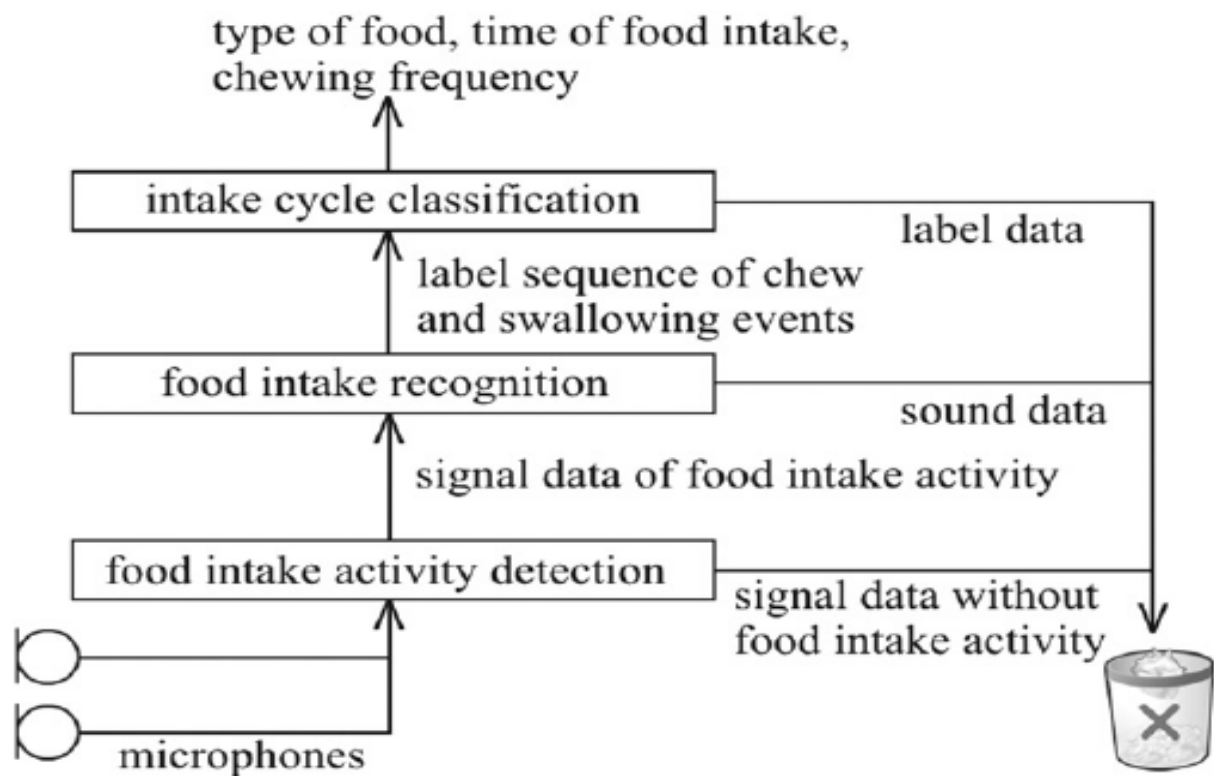 type of food, time of food intake,
chewing frequency
intake cycle classification
label data
label sequence of chew
and swallowing events
food intake recognition
sound data
signal data of food intake activity
food intake activity detection
signal data without
food intake activity
microphones